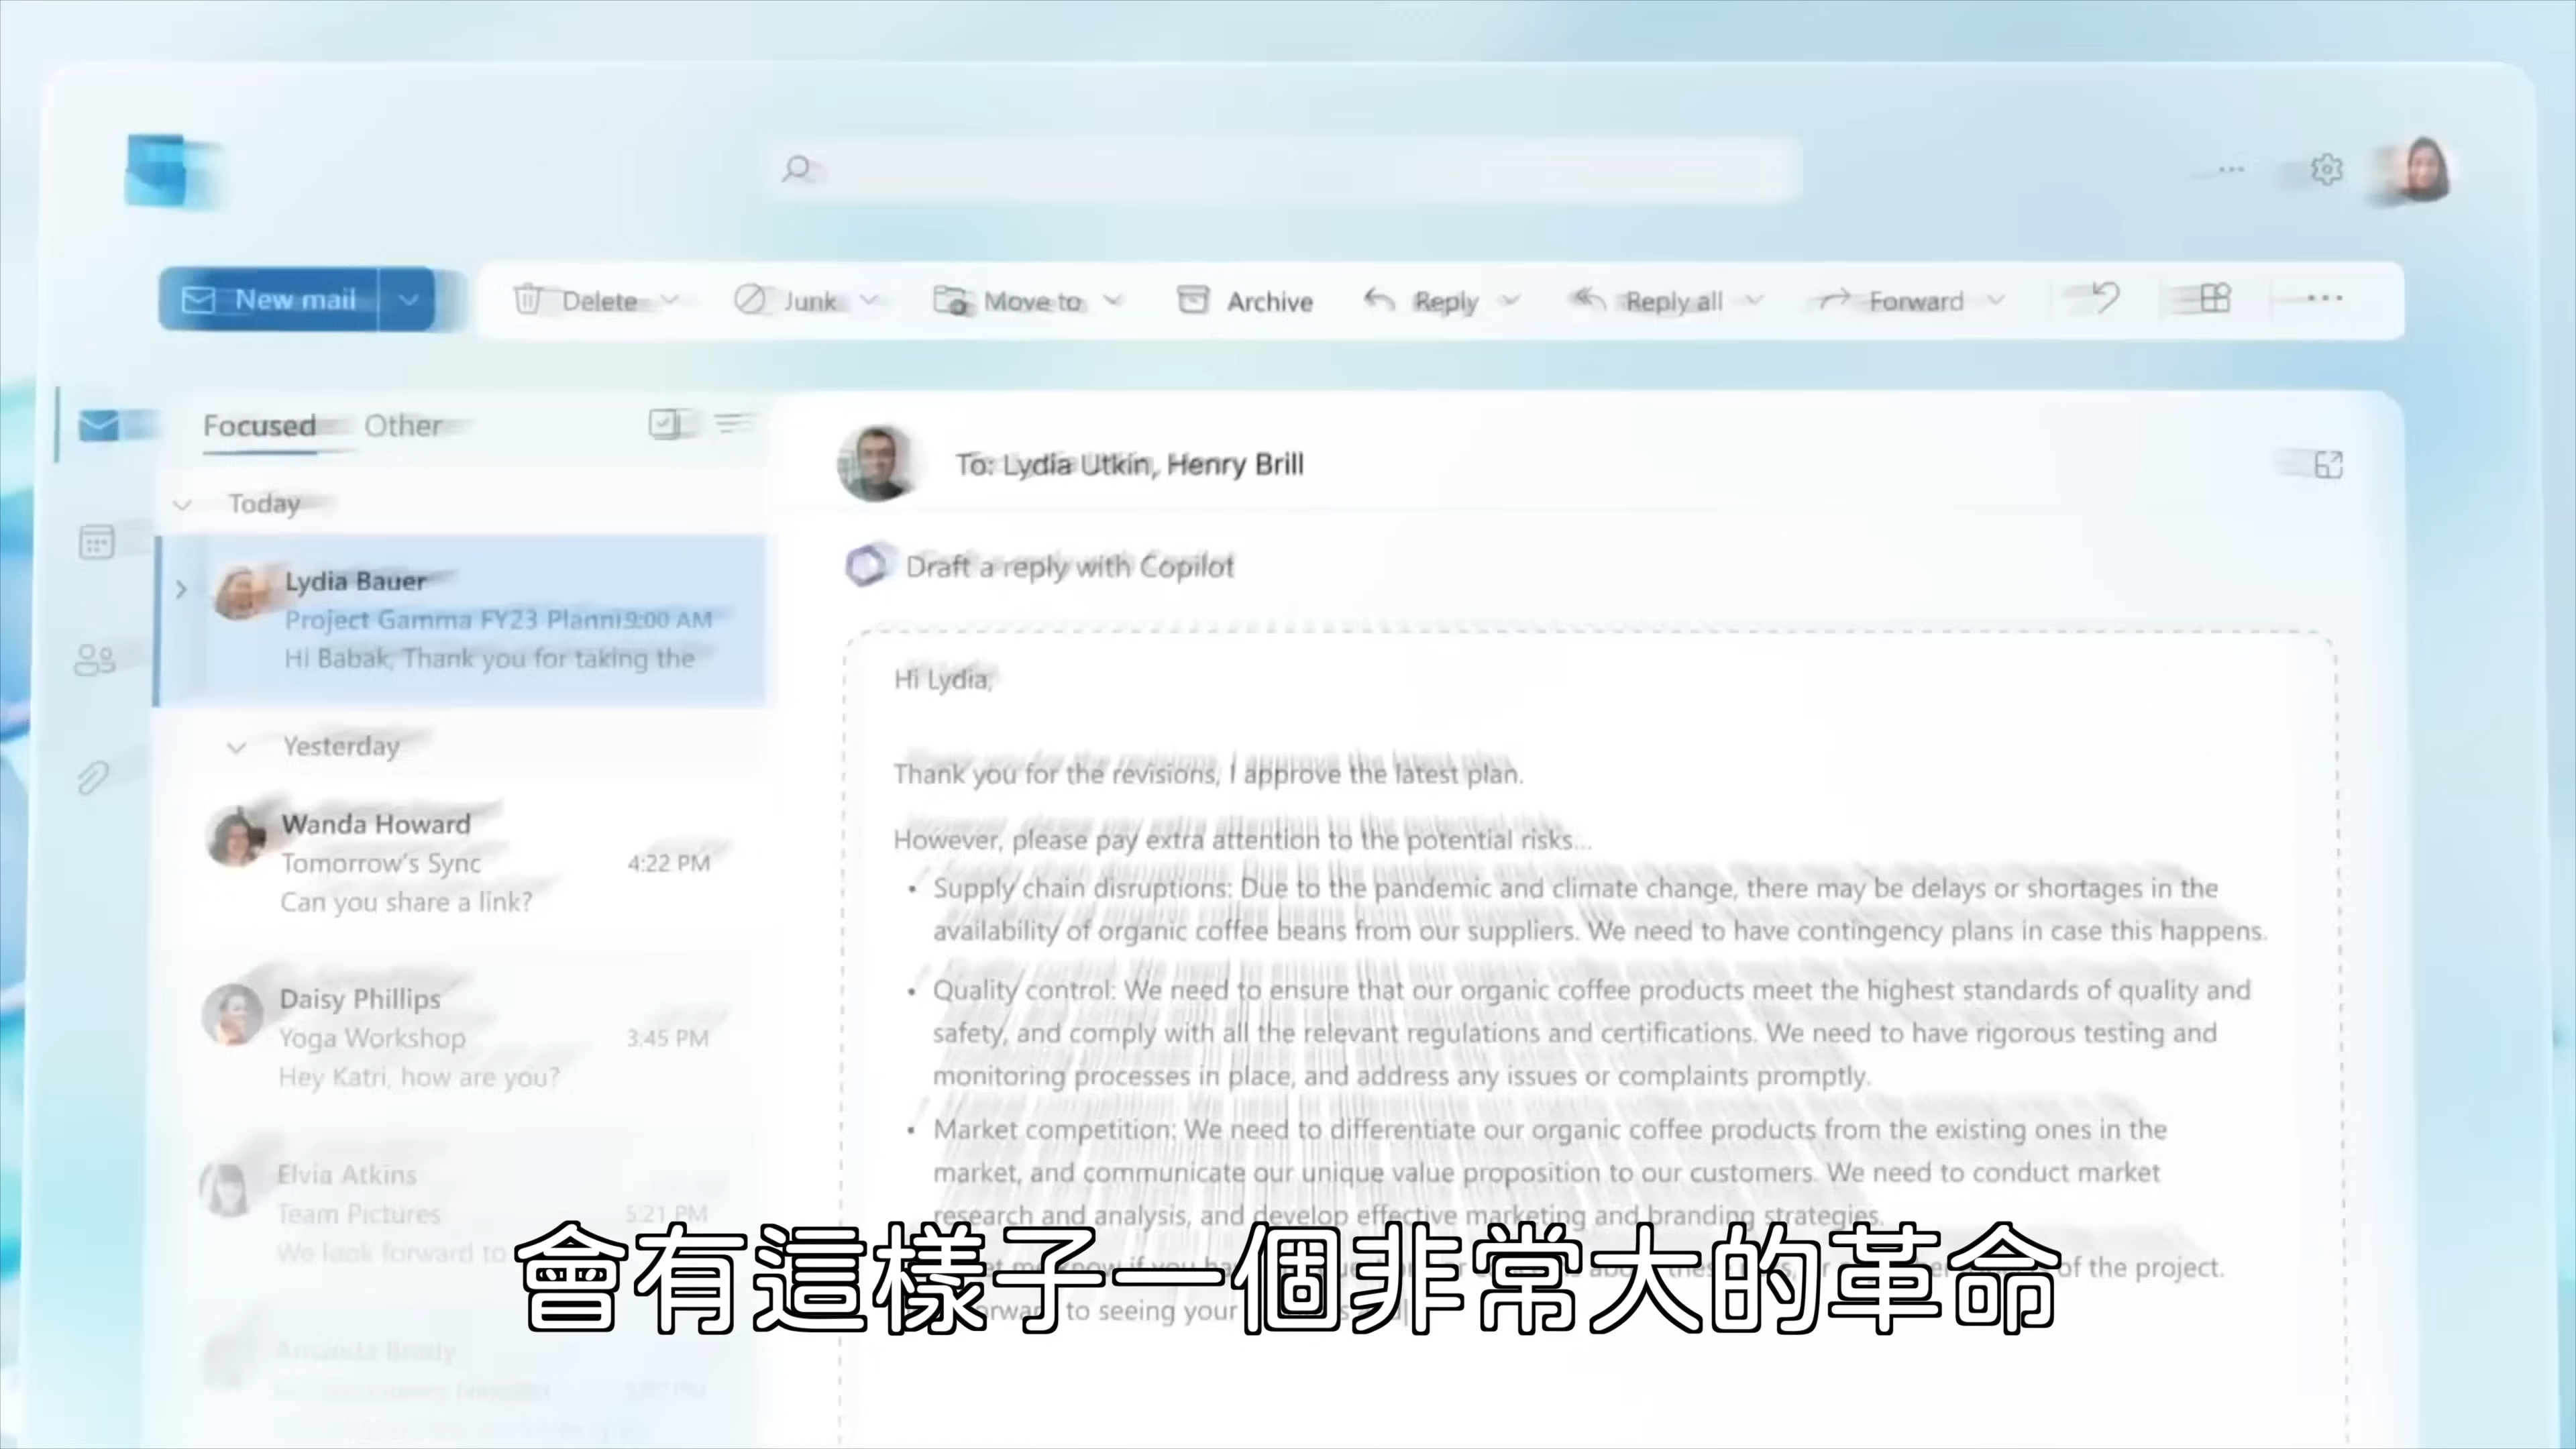 New mail
Delete
Junk
Move to
Archive
Reply
Reply all
Forward
Focused
Other
Today
Lydia Bauer
Project Gamma FY23 Planni 9:00 AM
Hi Babak, Thank you for taking the
Yesterday
Wanda Howard
Tomorrow's Sync 4:22 PM
Can you share a link?
Daisy Phillips
Yoga Workshop 3:45 PM
Hey Katri, how are you?
Elvia Atkins
Team Pictures 5:21 PM
We look forward to
To: Lydia Utkin, Henry Brill
Draft a reply with Copilot
Hi Lydia,
Thank you for the revisions, I approve the latest plan.
However, please pay extra attention to the potential risks...
• Supply chain disruptions: Due to the pandemic and climate change, there may be delays or shortages in the
availability of organic coffee beans from our suppliers. We need to have contingency plans in case this happens.
• Quality control: We need to ensure that our organic coffee products meet the highest standards of quality and
safety, and comply with all the relevant regulations and certifications. We need to have rigorous testing and
monitoring processes in place, and address any issues or complaints promptly.
• Market competition: We need to differentiate our organic coffee products from the existing ones in the
market, and communicate our unique value proposition to our customers. We need to conduct market
research and analysis, and develop effective marketing and branding strategies.
know if you of the project.
to seeing your
會有這樣子一個非常大的革命